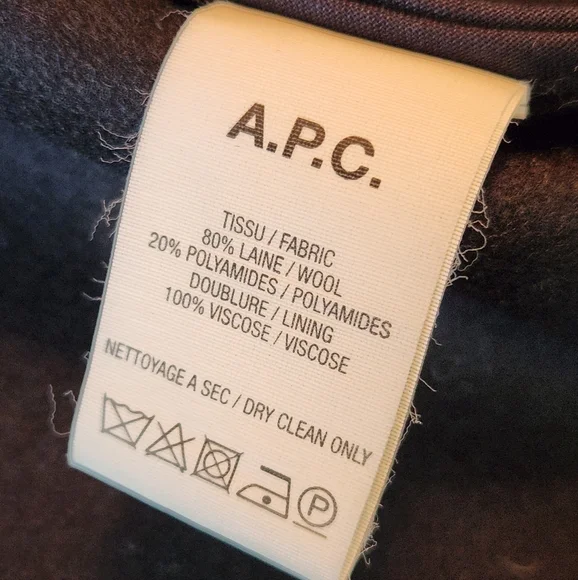 A.P.C.
TISSU / FABRIC
80% LAINE / WOOL
20% POLYAMIDES / POLYAMIDES
DOUBLURE / LINING
100% VISCOSE / VISCOSE
NETTOYAGE A SEC / DRY CLEAN ONLY
P